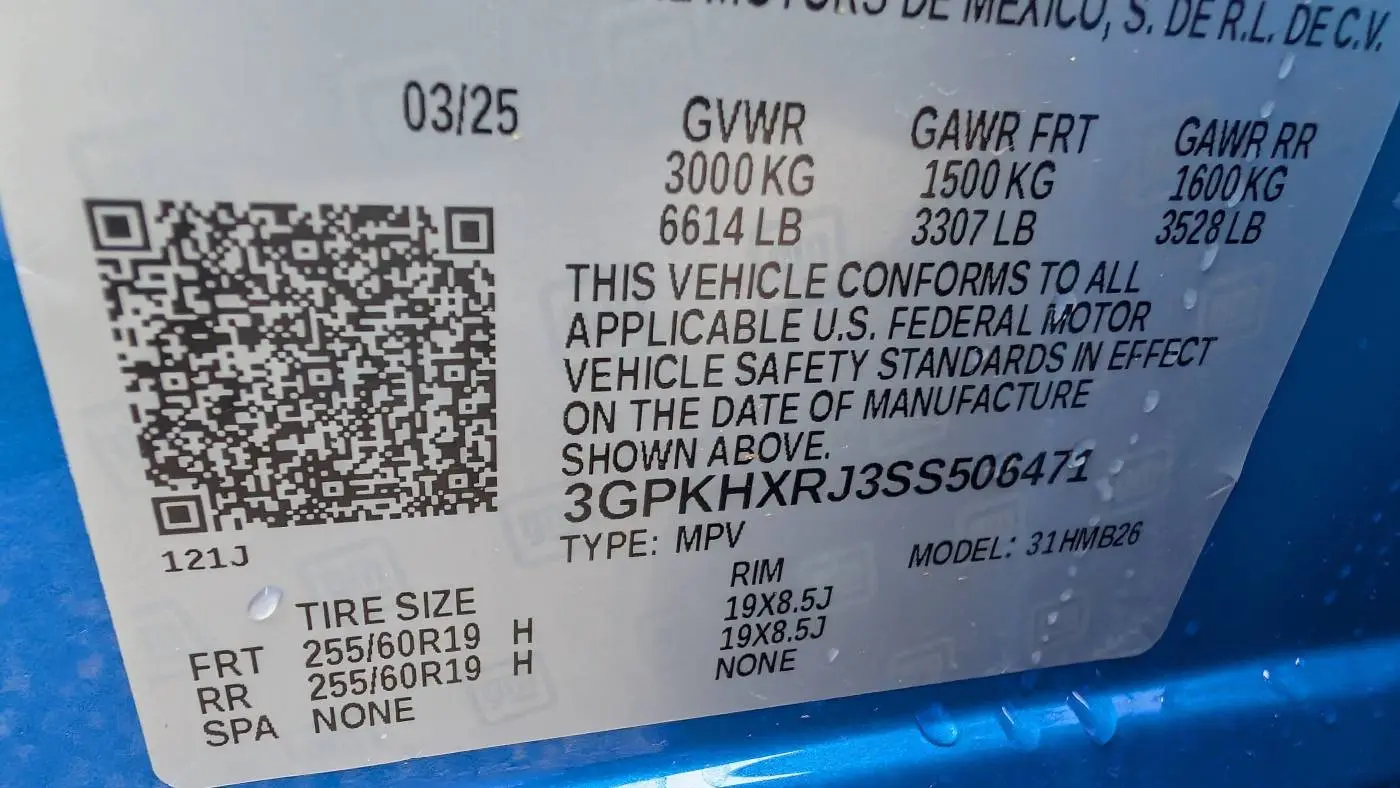 MOTORS DE MEXICO, S. DE R.L. DE C.V.
03/25
GVWR GAWR FRT GAWR RR
3000 KG 1500 KG 1600 KG
6614 LB 3307 LB 3528 LB
THIS VEHICLE CONFORMS TO ALL
APPLICABLE U.S. FEDERAL MOTOR
VEHICLE SAFETY STANDARDS IN EFFECT
ON THE DATE OF MANUFACTURE
SHOWN ABOVE.
3GPKHXRJ3SS506471
TYPE: MPV MODEL: 31HMB26
121J
TIRE SIZE RIM
FRT 255/60R19 H 19X8.5J
RR 255/60R19 H 19X8.5J
SPA NONE NONE